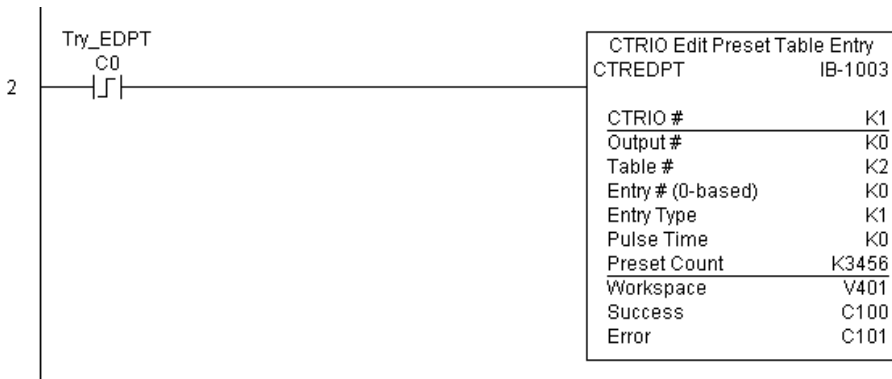 Try_EDPT
C0
2
CTRIO Edit Preset Table Entry
CTREDPT IB-1003
CTRIO # K1
Output # K0
Table # K2
Entry # (0-based) K0
Entry Type K1
Pulse Time K0
Preset Count K3456
Workspace V401
Success C100
Error C101